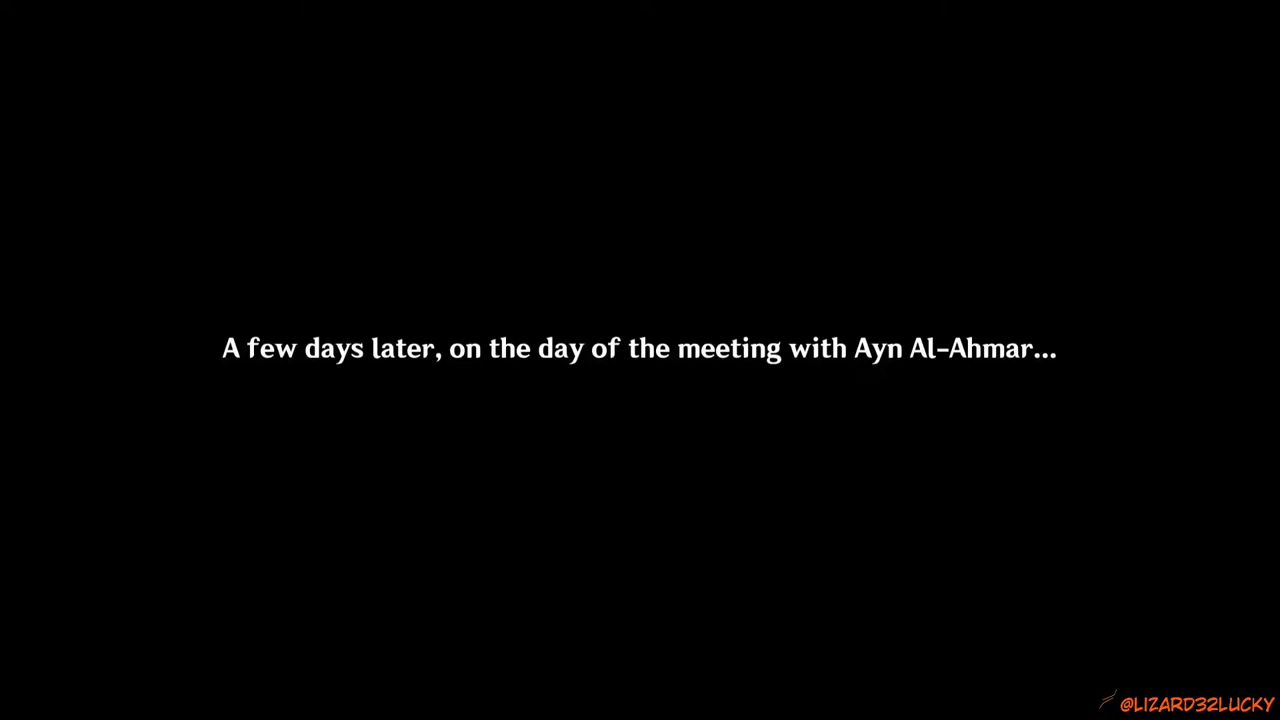 A few days later, on the day of the meeting with Ayn Al-Ahmar...
@LIZARD32LUCKY